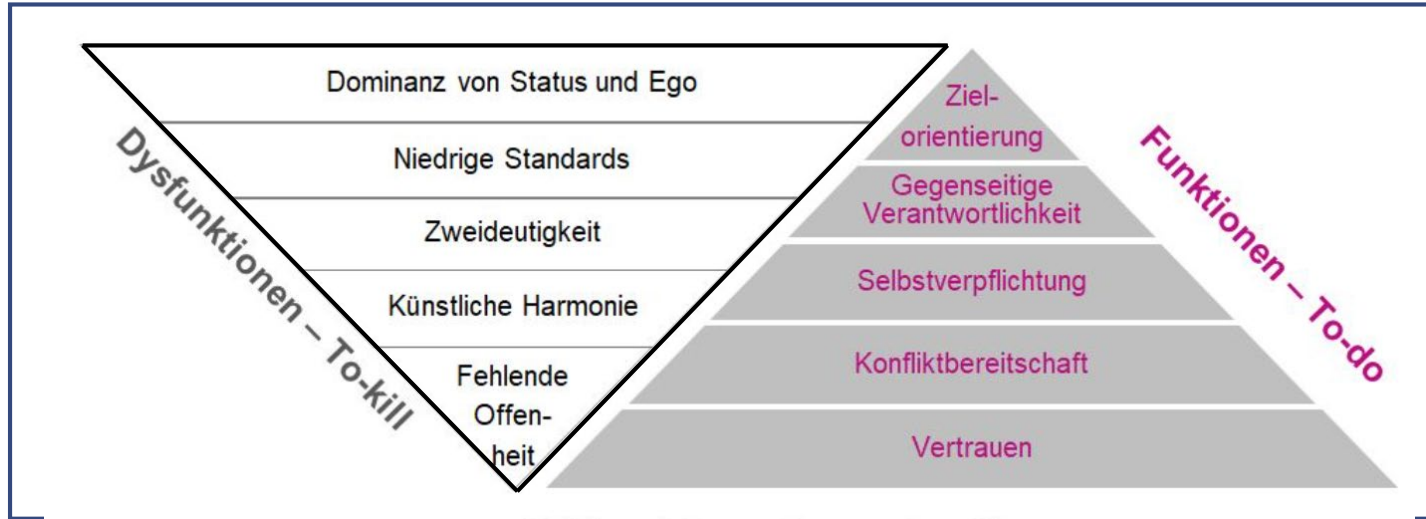 Dysfunktionen – To-kill
Dominanz von Status und Ego
Niedrige Standards
Zweideutigkeit
Künstliche Harmonie
Fehlende
Offen-
heit
Ziel-
orientierung
Gegenseitige
Verantwortlichkeit
Selbstverpflichtung
Konfliktbereitschaft
Vertrauen
Funktionen – To-do